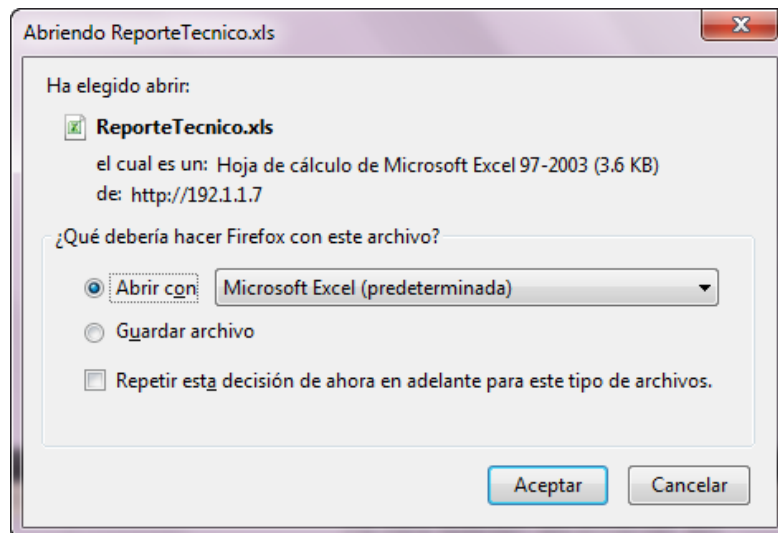 Abriendo ReporteTecnico.xls
Ha elegido abrir:
ReporteTecnico.xls
el cual es un: Hoja de cálculo de Microsoft Excel 97-2003 (3.6 KB)
de: http://192.1.1.7
¿Qué debería hacer Firefox con este archivo?
Abrir con Microsoft Excel (predeterminada)
Guardar archivo
Repetir esta decisión de ahora en adelante para este tipo de archivos.
Aceptar Cancelar